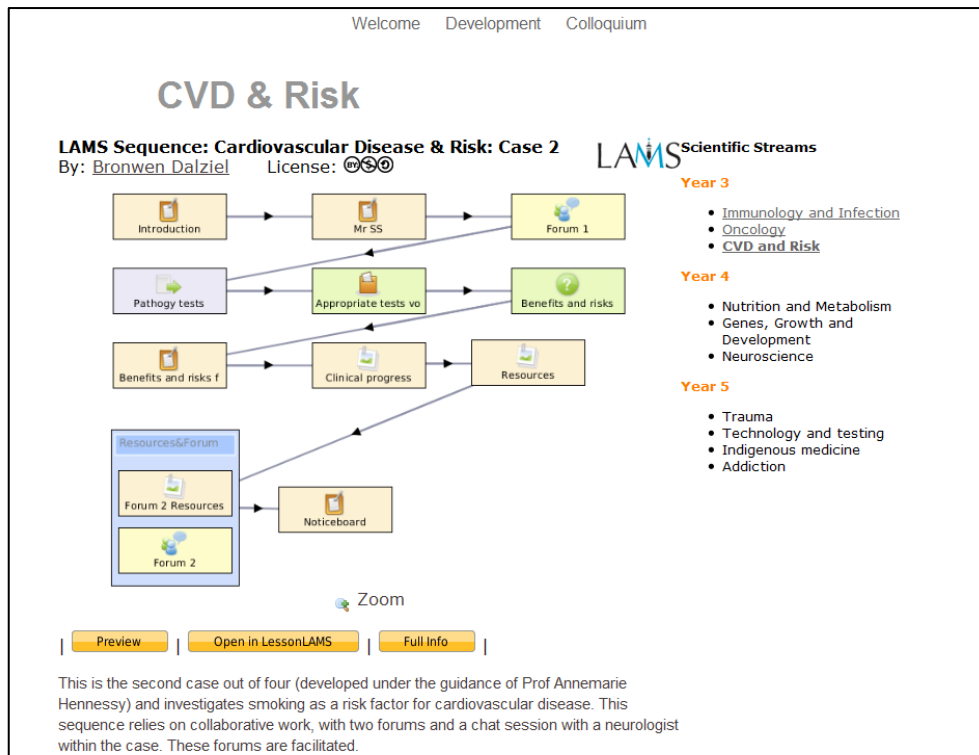 Welcome Development Colloquium
CVD & Risk
LAMS Sequence: Cardiovascular Disease & Risk: Case 2
By: Bronwen Dalziel License:
LAMS
Introduction
Mr SS
Forum 1
Pathogy tests
Appropriate tests vo
Benefits and risks
Benefits and risks f
Clinical progress
Resources
Resources&Forum
Forum 2 Resources
Forum 2
Noticeboard
Zoom
| Preview | Open in LessonLAMS | Full Info |
This is the second case out of four (developed under the guidance of Prof Annemarie
Hennessy) and investigates smoking as a risk factor for cardiovascular disease. This
sequence relies on collaborative work, with two forums and a chat session with a neurologist
within the case. These forums are facilitated.
Scientific Streams
Year 3
• Immunology and Infection
• Oncology
• CVD and Risk
Year 4
• Nutrition and Metabolism
• Genes, Growth and
Development
• Neuroscience
Year 5
• Trauma
• Technology and testing
• Indigenous medicine
• Addiction